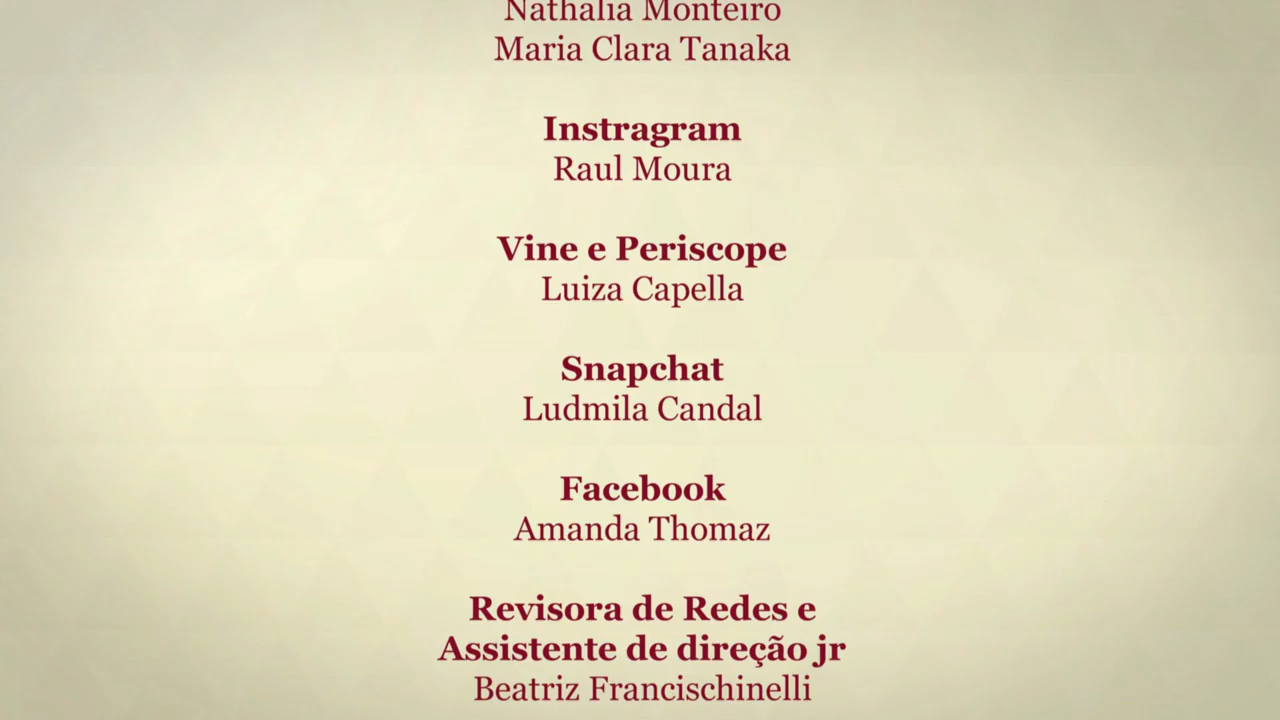 Nathalia Monteiro
Maria Clara Tanaka
Instragram
Raul Moura
Vine e Periscope
Luiza Capella
Snapchat
Ludmila Candal
Facebook
Amanda Thomaz
Revisora de Redes e
Assistente de direção jr
Beatriz Francischinelli